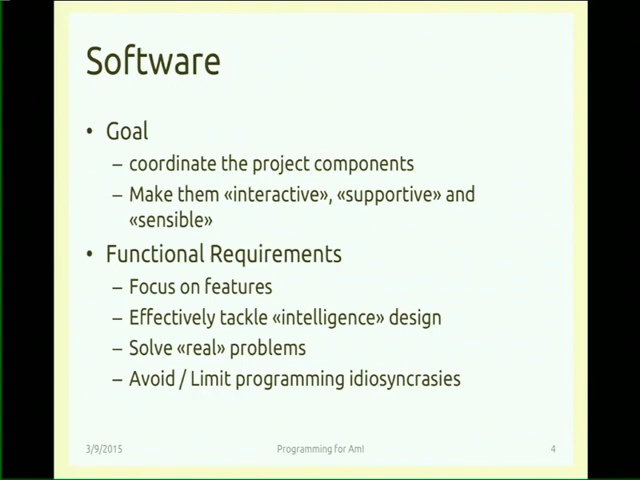 Software
• Goal
– coordinate the project components
– Make them «interactive», «supportive» and
«sensible»
• Functional Requirements
– Focus on features
– Effectively tackle «intelligence» design
– Solve «real» problems
– Avoid / Limit programming idiosyncrasies
3/9/2015
Programming for AmI
4